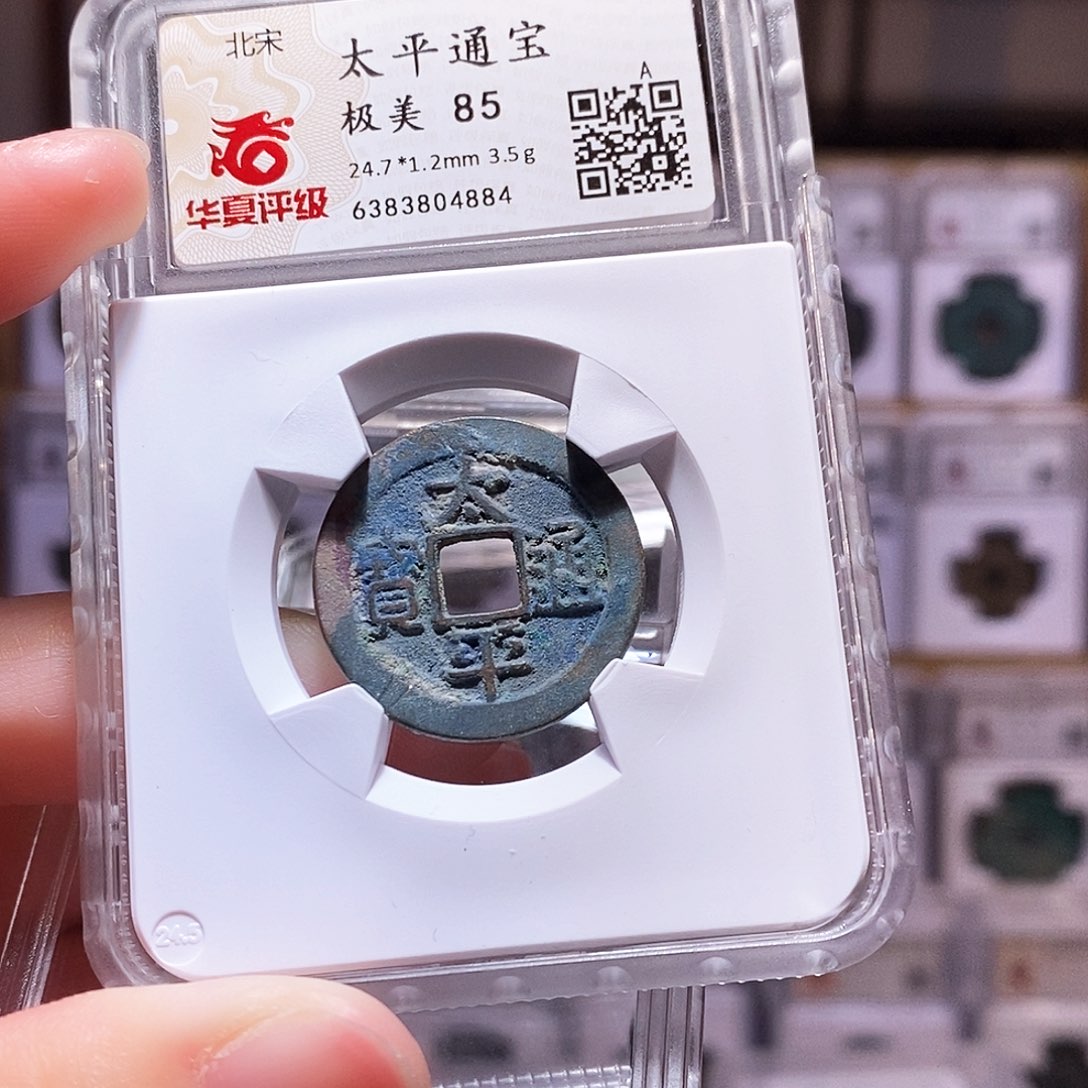 北宋
太平通宝
极美 85
24.7*1.2mm 3.5g
6383804884
A
华夏评级
太
平
通
寳
24.5